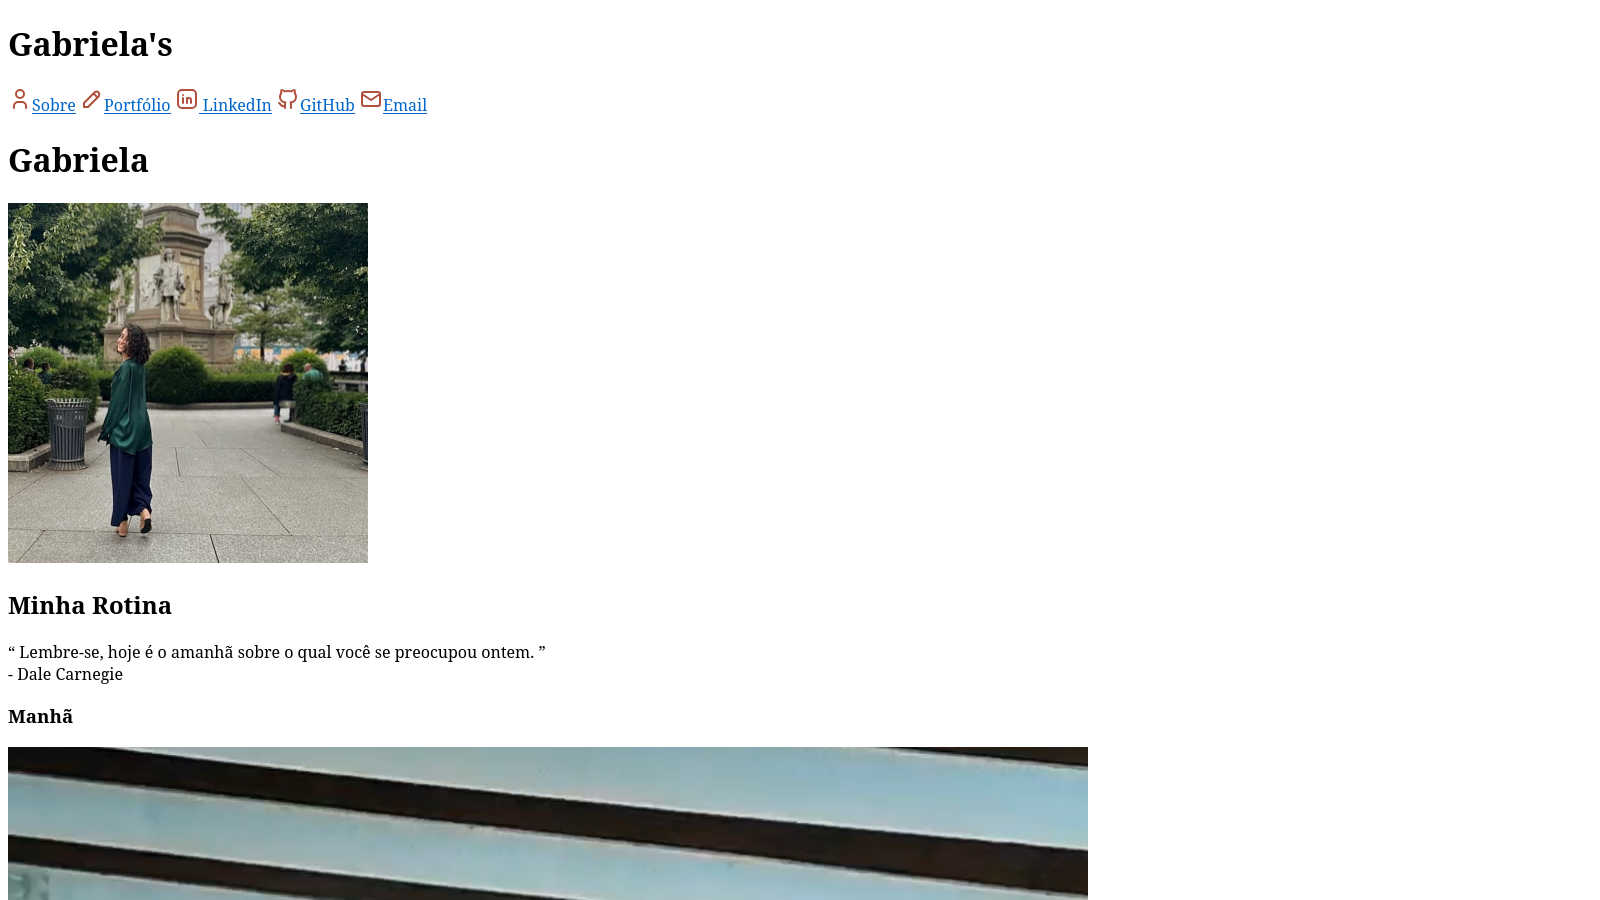 Gabriela's
Sobre Portfólio LinkedIn GitHub Email
Gabriela
Minha Rotina
“ Lembre-se, hoje é o amanhã sobre o qual você se preocupou ontem. ”
- Dale Carnegie
Manhã